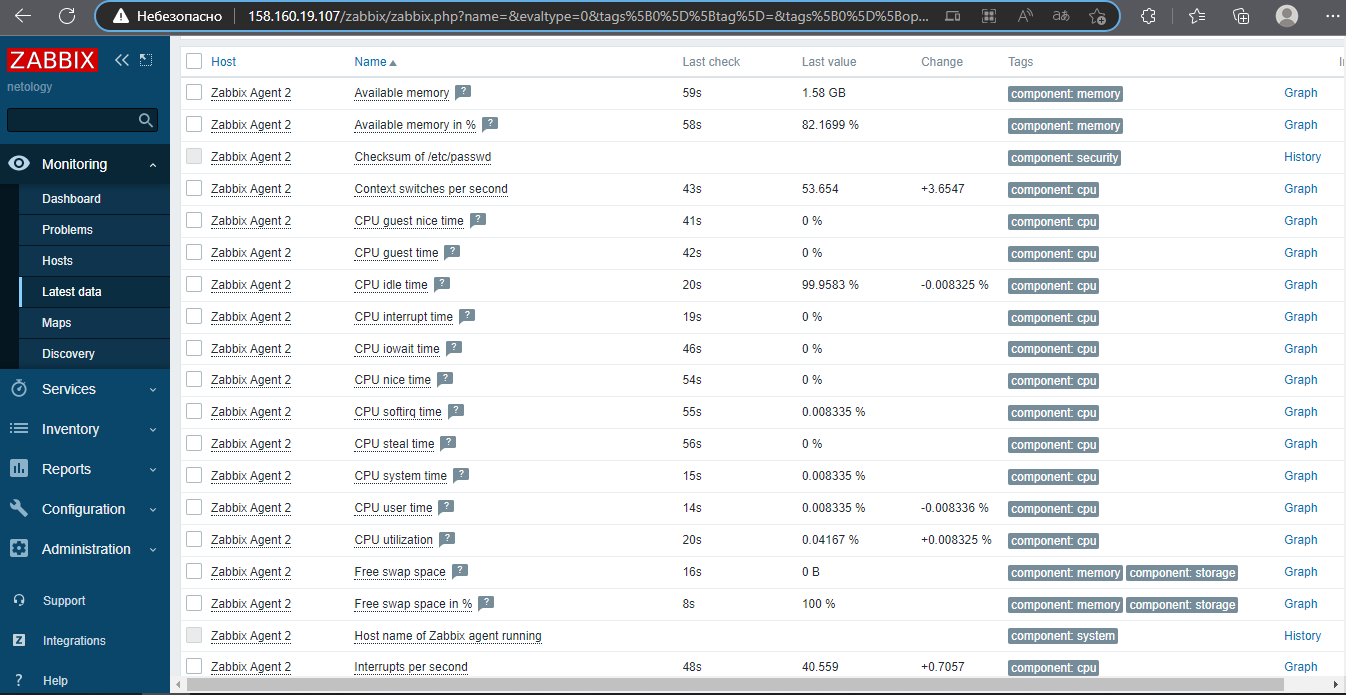 Небезопасно 158.160.19.107/zabbix/zabbix.php?name=&evaltype=0&tags%5B0%5D%5Btag%5D=&tags%5B0%5D%5Bop...
ZABBIX
netology
Monitoring
Dashboard
Problems
Hosts
Latest data
Maps
Discovery
Services
Inventory
Reports
Configuration
Administration
Support
Z Integrations
? Help
Host Name Last check Last value Change Tags
Zabbix Agent 2 Available memory ? 59s 1.58 GB component: memory Graph
Zabbix Agent 2 Available memory in % ? 58s 82.1699 % component: memory Graph
Zabbix Agent 2 Checksum of /etc/passwd component: security History
Zabbix Agent 2 Context switches per second 43s 53.654 +3.6547 component: cpu Graph
Zabbix Agent 2 CPU guest nice time ? 41s 0 % component: cpu Graph
Zabbix Agent 2 CPU guest time ? 42s 0 % component: cpu Graph
Zabbix Agent 2 CPU idle time ? 20s 99.9583 % -0.008325 % component: cpu Graph
Zabbix Agent 2 CPU interrupt time ? 19s 0 % component: cpu Graph
Zabbix Agent 2 CPU iowait time ? 46s 0 % component: cpu Graph
Zabbix Agent 2 CPU nice time ? 54s 0 % component: cpu Graph
Zabbix Agent 2 CPU softirq time ? 55s 0.008335 % component: cpu Graph
Zabbix Agent 2 CPU steal time ? 56s 0 % component: cpu Graph
Zabbix Agent 2 CPU system time ? 15s 0.008335 % component: cpu Graph
Zabbix Agent 2 CPU user time ? 14s 0.008335 % -0.008336 % component: cpu Graph
Zabbix Agent 2 CPU utilization ? 20s 0.04167 % +0.008325 % component: cpu Graph
Zabbix Agent 2 Free swap space ? 16s 0 B component: memory component: storage Graph
Zabbix Agent 2 Free swap space in % ? 8s 100 % component: memory component: storage Graph
Zabbix Agent 2 Host name of Zabbix agent running component: system History
Zabbix Agent 2 Interrupts per second 48s 40.559 +0.7057 component: cpu Graph